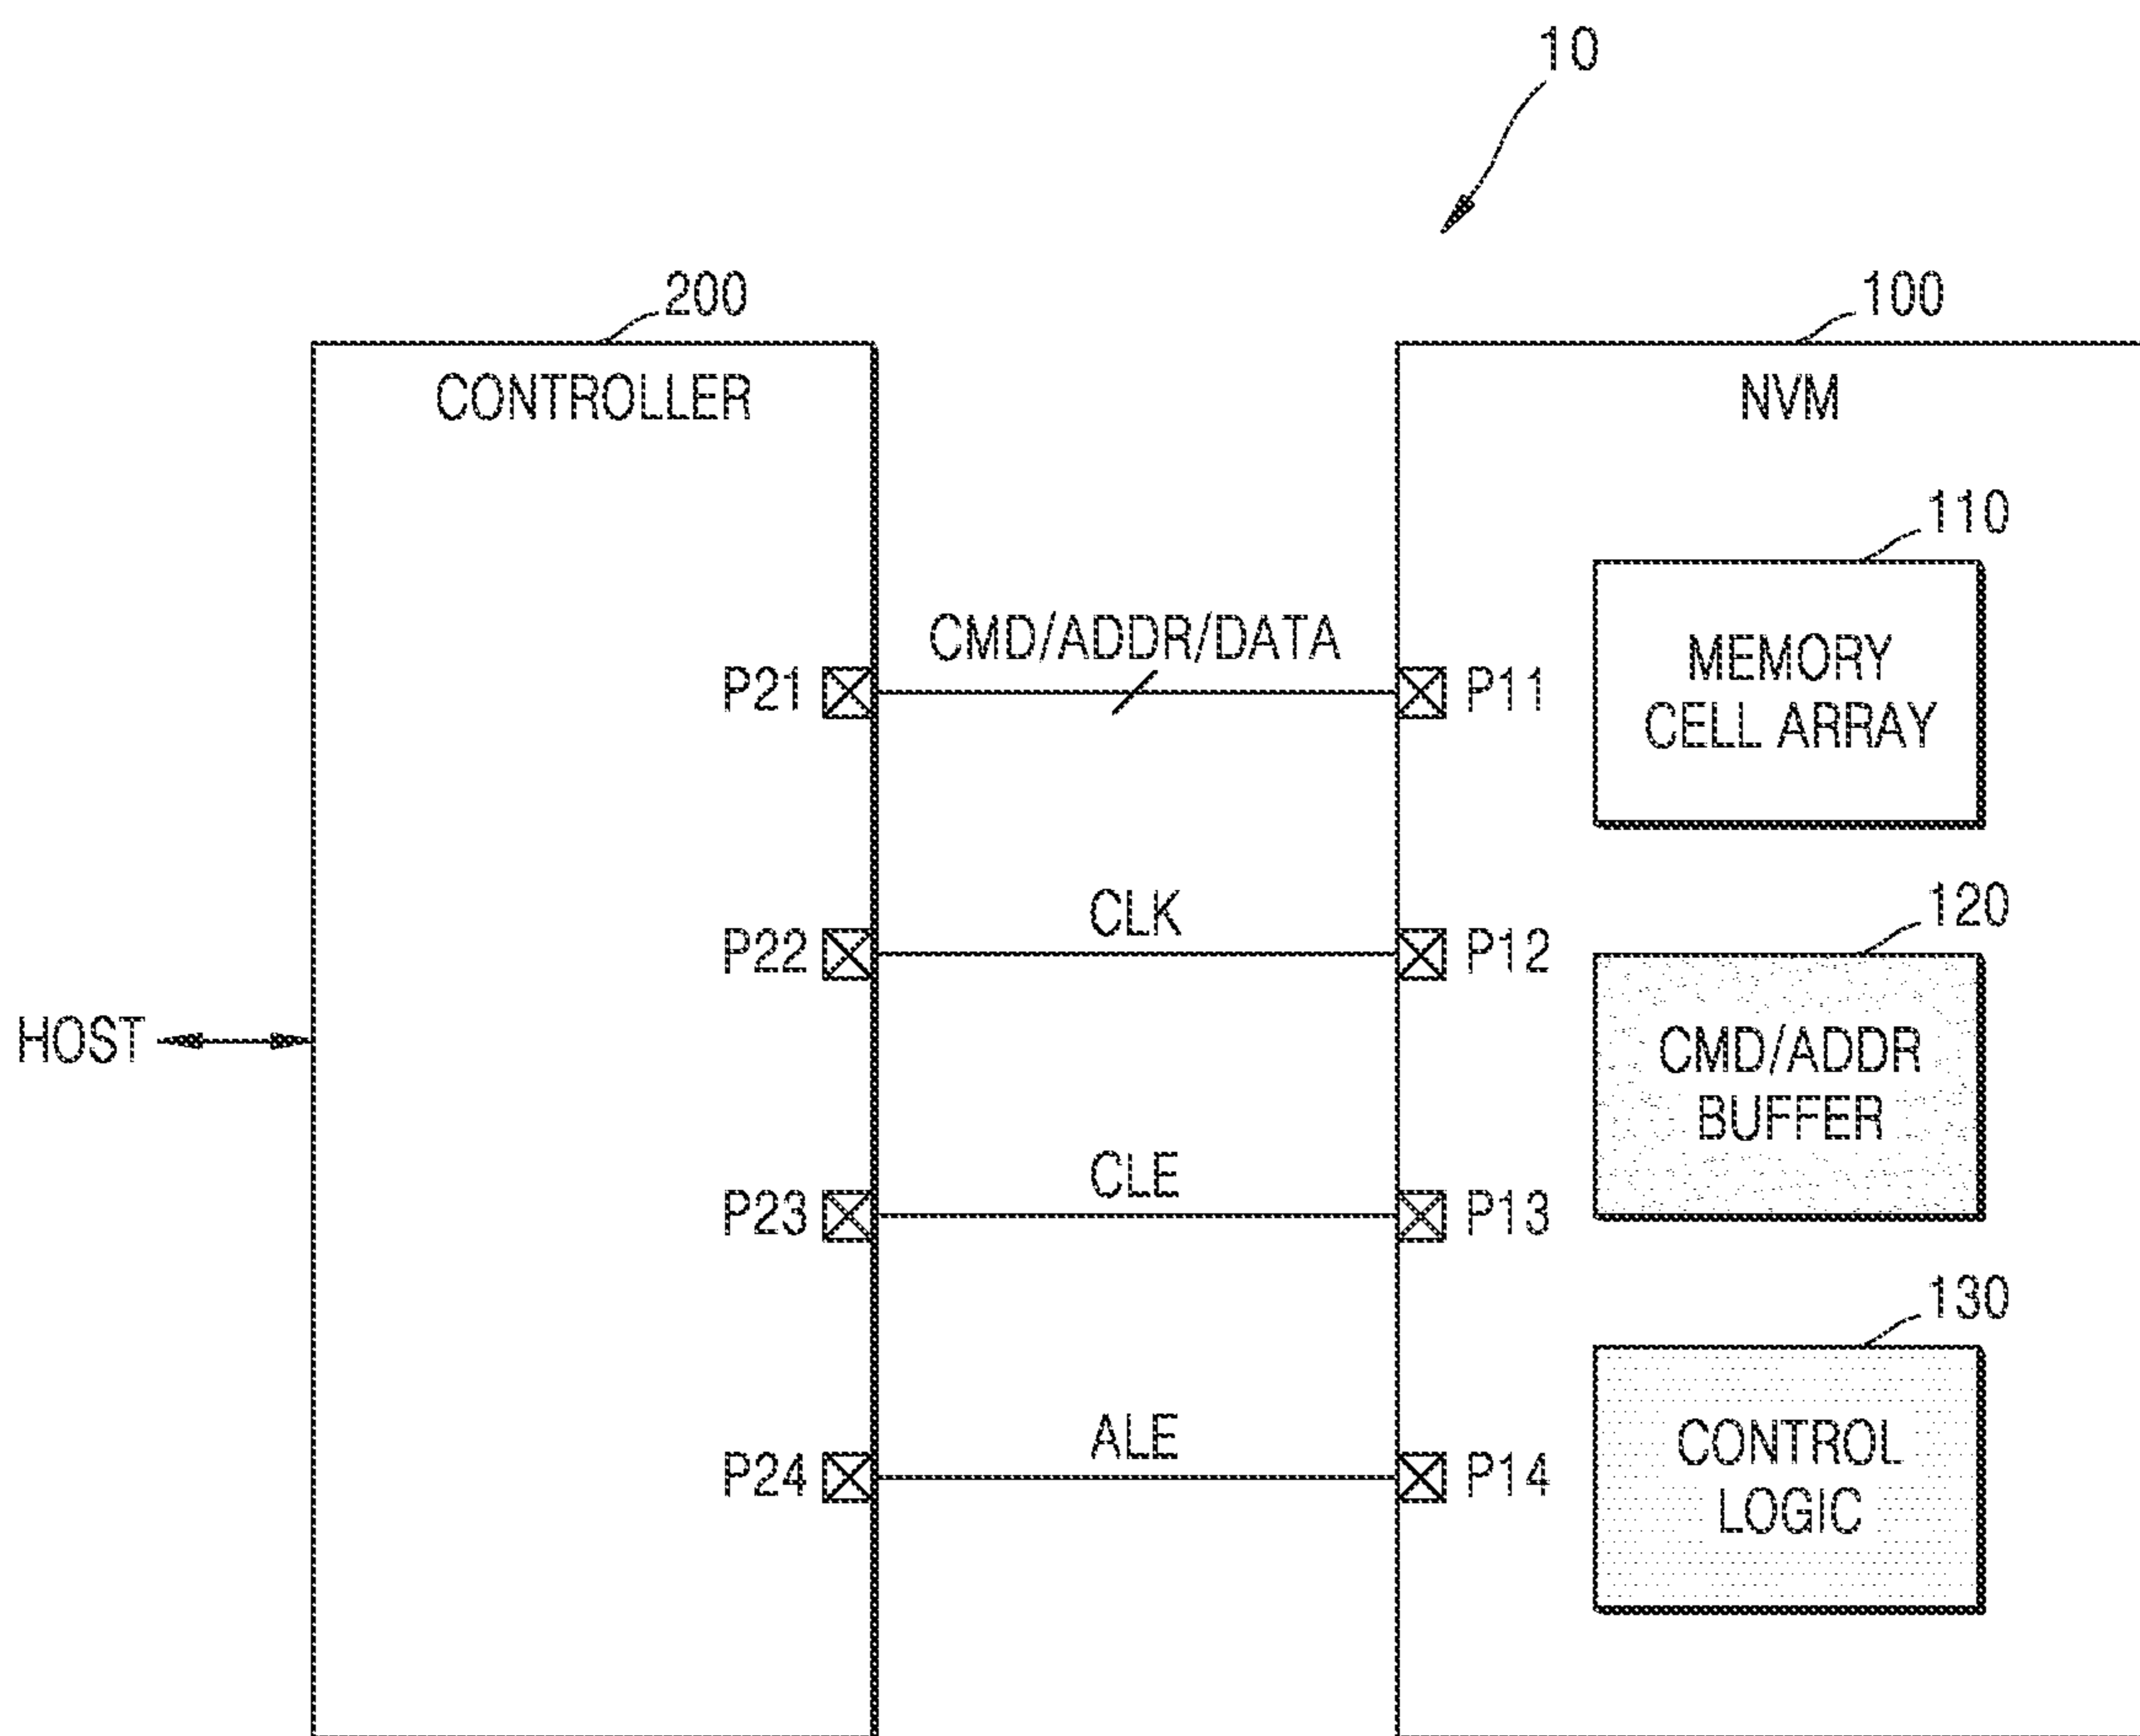 10
200
100
CONTROLLER
NVM
110
CMD/ADDR/DATA
MEMORY
CELL ARRAY
P21
P11
CLK
120
P22
P12
HOST
CMD/ADDR
BUFFER
CLE
P23
P13
130
ALE
CONTROL
LOGIC
P24
P14